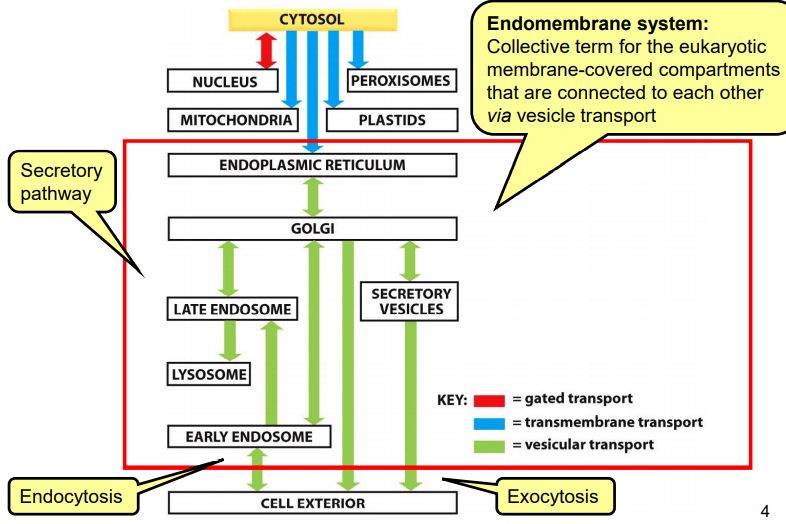 CYTOSOL
Endomembrane system:
Collective term for the eukaryotic
membrane-covered compartments
that are connected to each other
via vesicle transport
NUCLEUS
PEROXISOMES
MITOCHONDRIA
PLASTIDS
Secretory
pathway
ENDOPLASMIC RETICULUM
GOLGI
LATE ENDOSOME
SECRETORY
VESICLES
LYSOSOME
KEY:
= gated transport
= transmembrane transport
= vesicular transport
EARLY ENDOSOME
Endocytosis
CELL EXTERIOR
Exocytosis
4